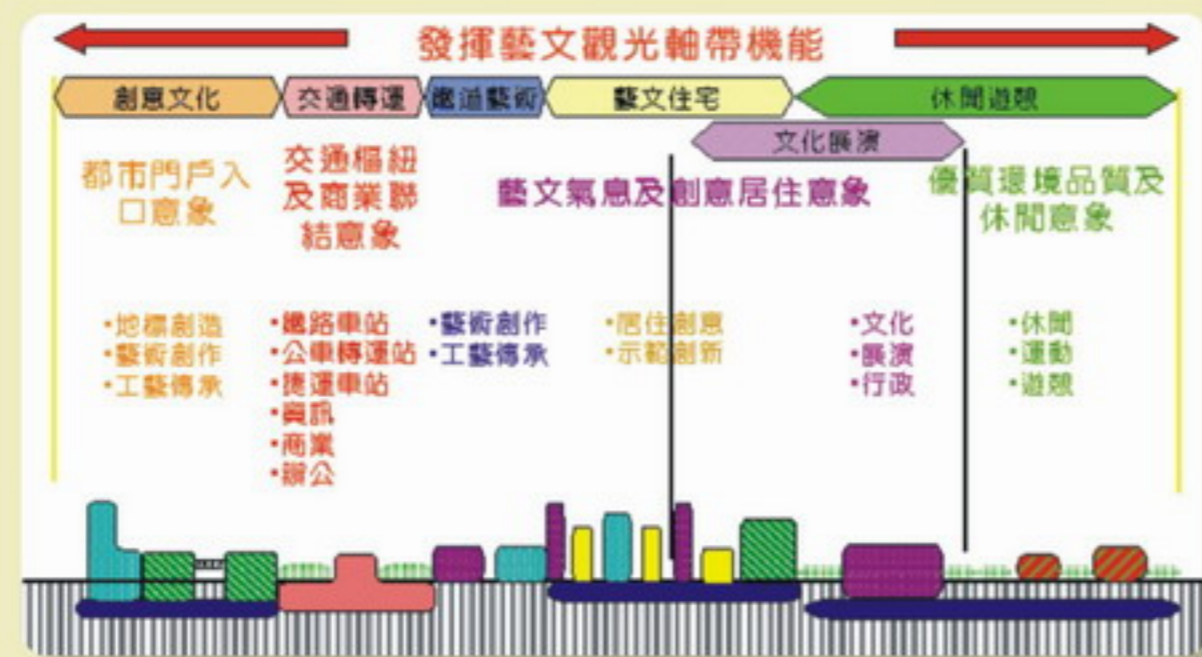 發揮藝文觀光軸帶機能
創意文化
交通轉運
鐵道藝術
藝文住宅
休閒遊憩
文化展演
都市門戶入
口意象
交通樞紐
及商業聯
結意象
藝文氣息及創意居住意象
優質環境品質及
休閒意象
•地標創造
•藝術創作
•工藝傳承
•鐵路車站
•公車轉運站
•捷運車站
•資訊
•商業
•辦公
•藝術創作
•工藝傳承
•居住創意
•示範創新
•文化
•展演
•行政
•休閒
•運動
•遊憩